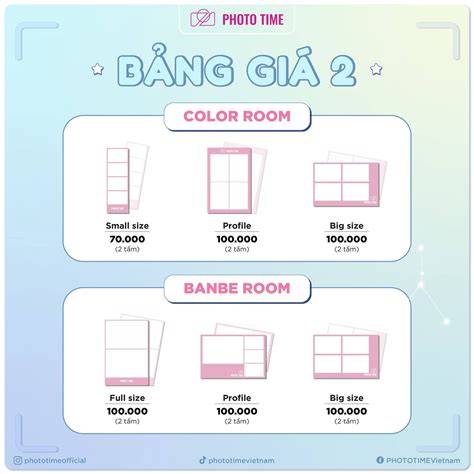 PHOTO TIME
BẢNG GIÁ 2
COLOR ROOM
Small size
70.000
(2 tấm)
Profile
100.000
(2 tấm)
Big size
100.000
(2 tấm)
BANBE ROOM
Full size
100.000
(2 tấm)
Profile
100.000
(2 tấm)
Big size
100.000
(2 tấm)
phototimeofficial
phototimevietnam
PHOTOTIMEVietnam